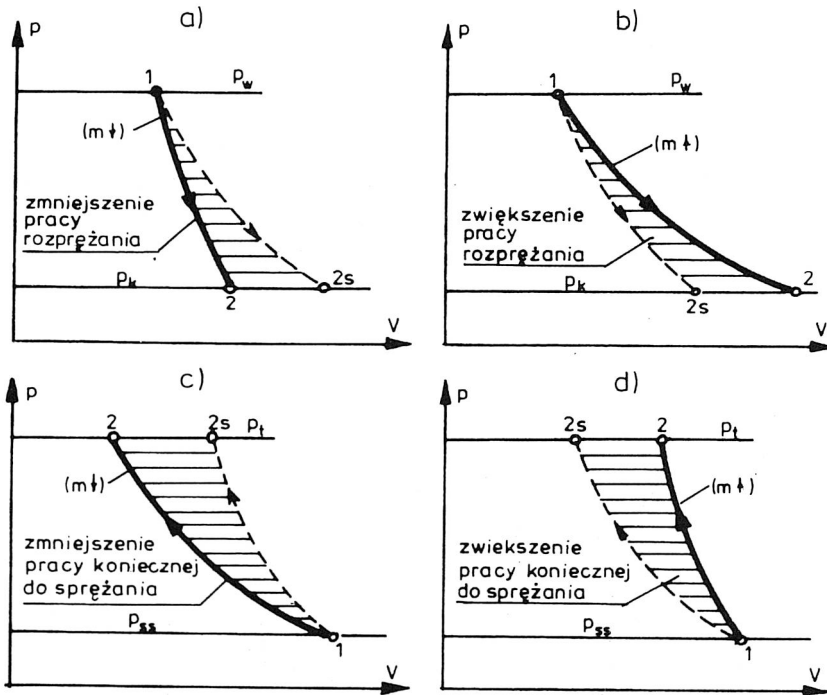 a)
p
1
p_w
(m↓)
zmniejszenie
pracy
rozprężania
p_k
2
2s
V
b)
p
1
p_w
(m↑)
zwiększenie
pracy
rozprężania
p_k
2s
2
V
c)
p
2
2s
p_t
(m↓)
zmniejszenie
pracy koniecznej
do sprężania
p_ss
1
V
d)
p
2s
2
p_t
(m↑)
zwiekszenie
pracy koniecznej
do sprężania
p_ss
1
V